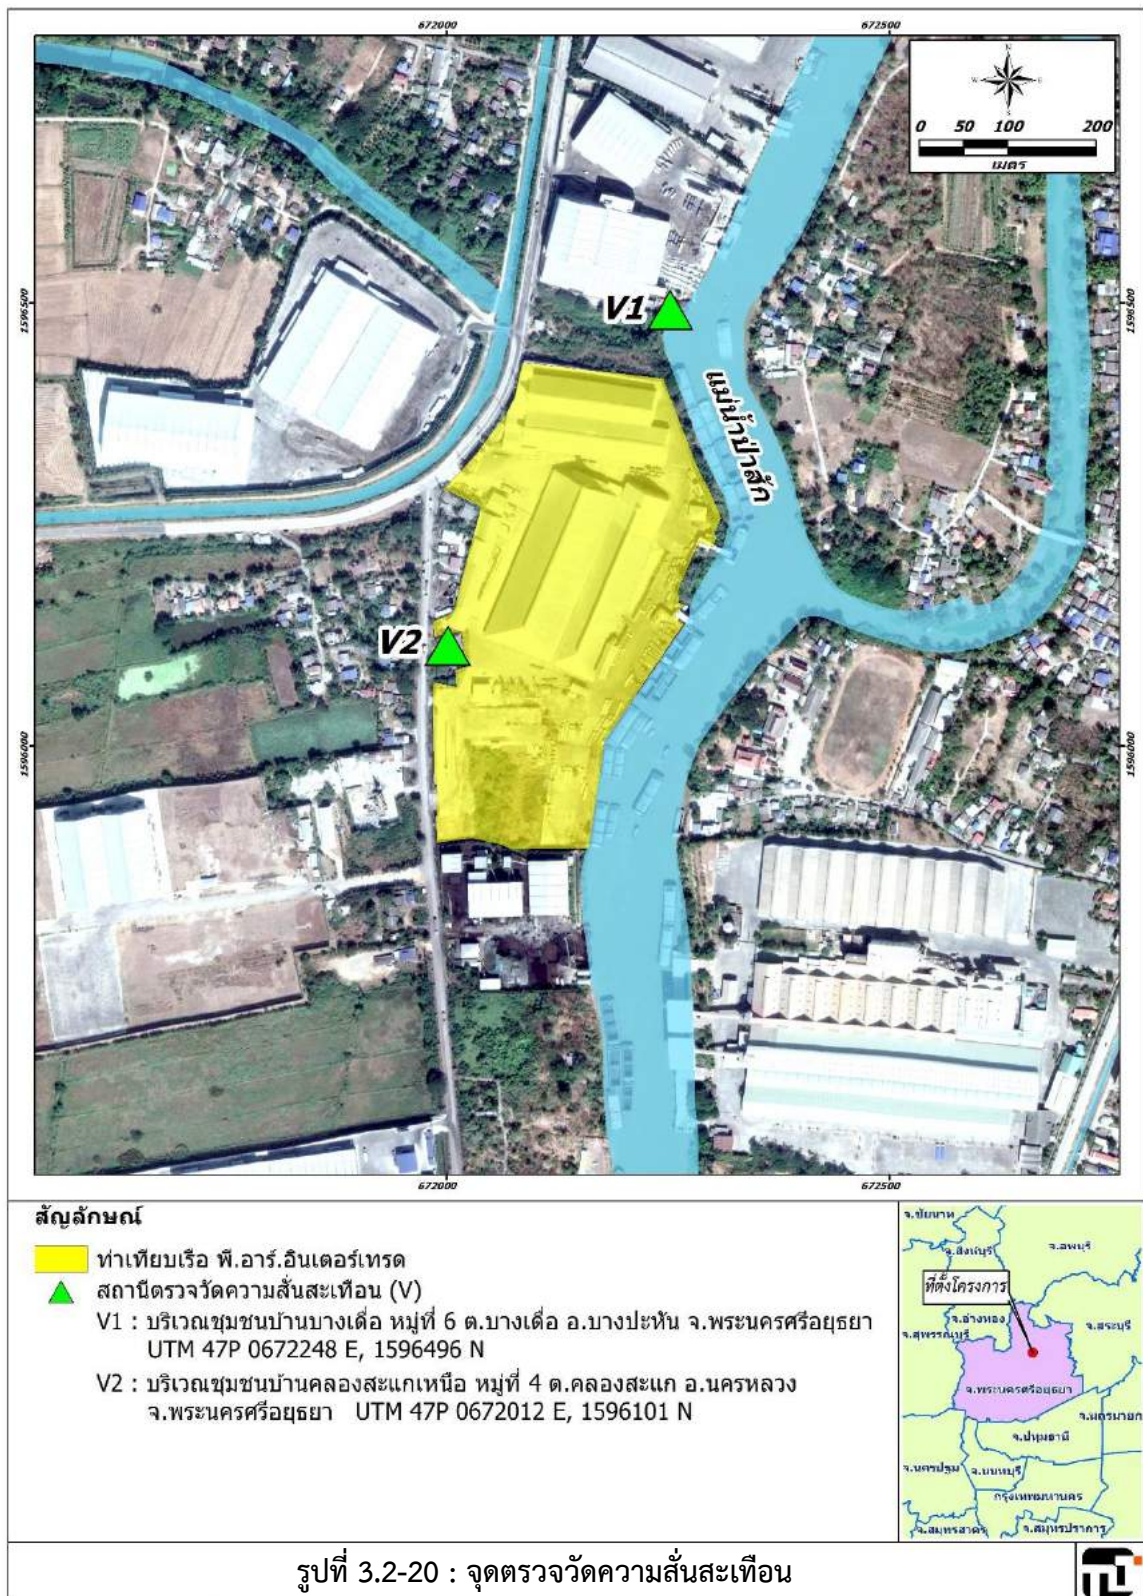 672000
672500
N
W
E
S
0 50 100 200
เมตร
1596500
1596500
V1
แม่น้ำป่าสัก
V2
1596000
1596000
672000
672500
สัญลักษณ์
ท่าเทียบเรือ พี.อาร์.อินเตอร์เทรด
สถานีตรวจวัดความสั่นสะเทือน (V)
V1 : บริเวณชุมชนบ้านบางเดื่อ หมู่ที่ 6 ต.บางเดื่อ อ.บางปะหัน จ.พระนครศรีอยุธยา
UTM 47P 0672248 E, 1596496 N
V2 : บริเวณชุมชนบ้านคลองสะแกเหนือ หมู่ที่ 4 ต.คลองสะแก อ.นครหลวง
จ.พระนครศรีอยุธยา UTM 47P 0672012 E, 1596101 N
จ.ชัยนาท
จ.สิงห์บุรี
จ.ลพบุรี
ที่ตั้งโครงการ
จ.อ่างทอง
จ.สระบุรี
จ.สุพรรณบุรี
จ.พระนครศรีอยุธยา
จ.นครนายก
จ.ปทุมธานี
จ.นครปฐม
จ.นนทบุรี
กรุงเทพมหานคร
จ.สมุทรสาคร
จ.สมุทรปราการ
รูปที่ 3.2-20 : จุดตรวจวัดความสั่นสะเทือน